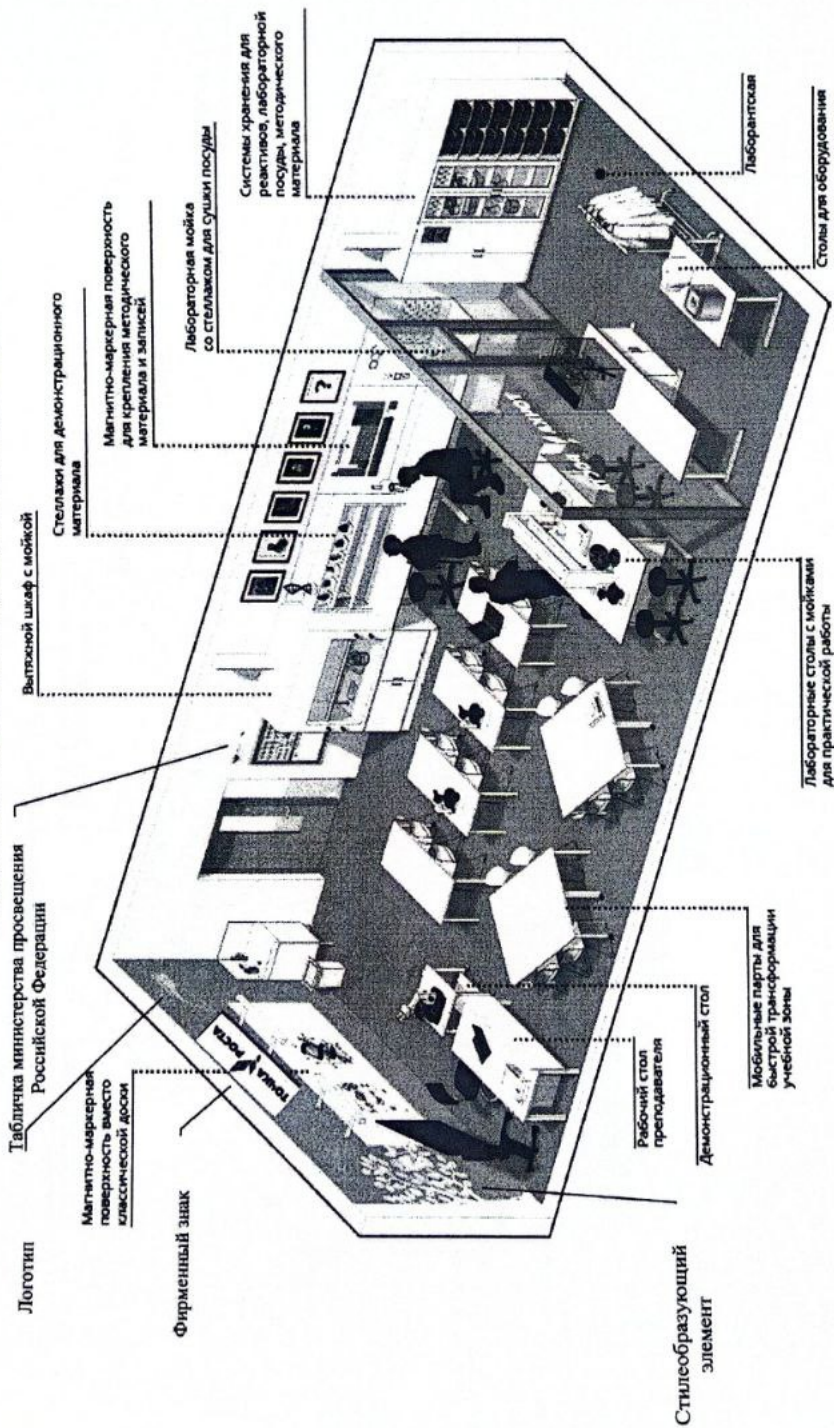 Логотип
Табличка министерства просвещения
Российской Федерации
Магнитно-маркерная
поверхность вместо
классической доски
Фирменный знак
Вытяжной шкаф с мойкой
Стеллажи для демонстрационного
материала
Магнитно-маркерная поверхность
для крепления методического
материала и записей
Лабораторная мойка
со стеллажом для сушки посуды
Системы хранения для
реактивов, лабораторной
посуды, методического
материала
ТОЧКА РОСТА
?
Стилеобразующий
элемент
Рабочий стол
преподавателя
Демонстрационный стол
Мобильные парты для
быстрой трансформации
учебной зоны
Лабораторные столы с мойками
для практической работы
Столы для оборудования
Лаборантская